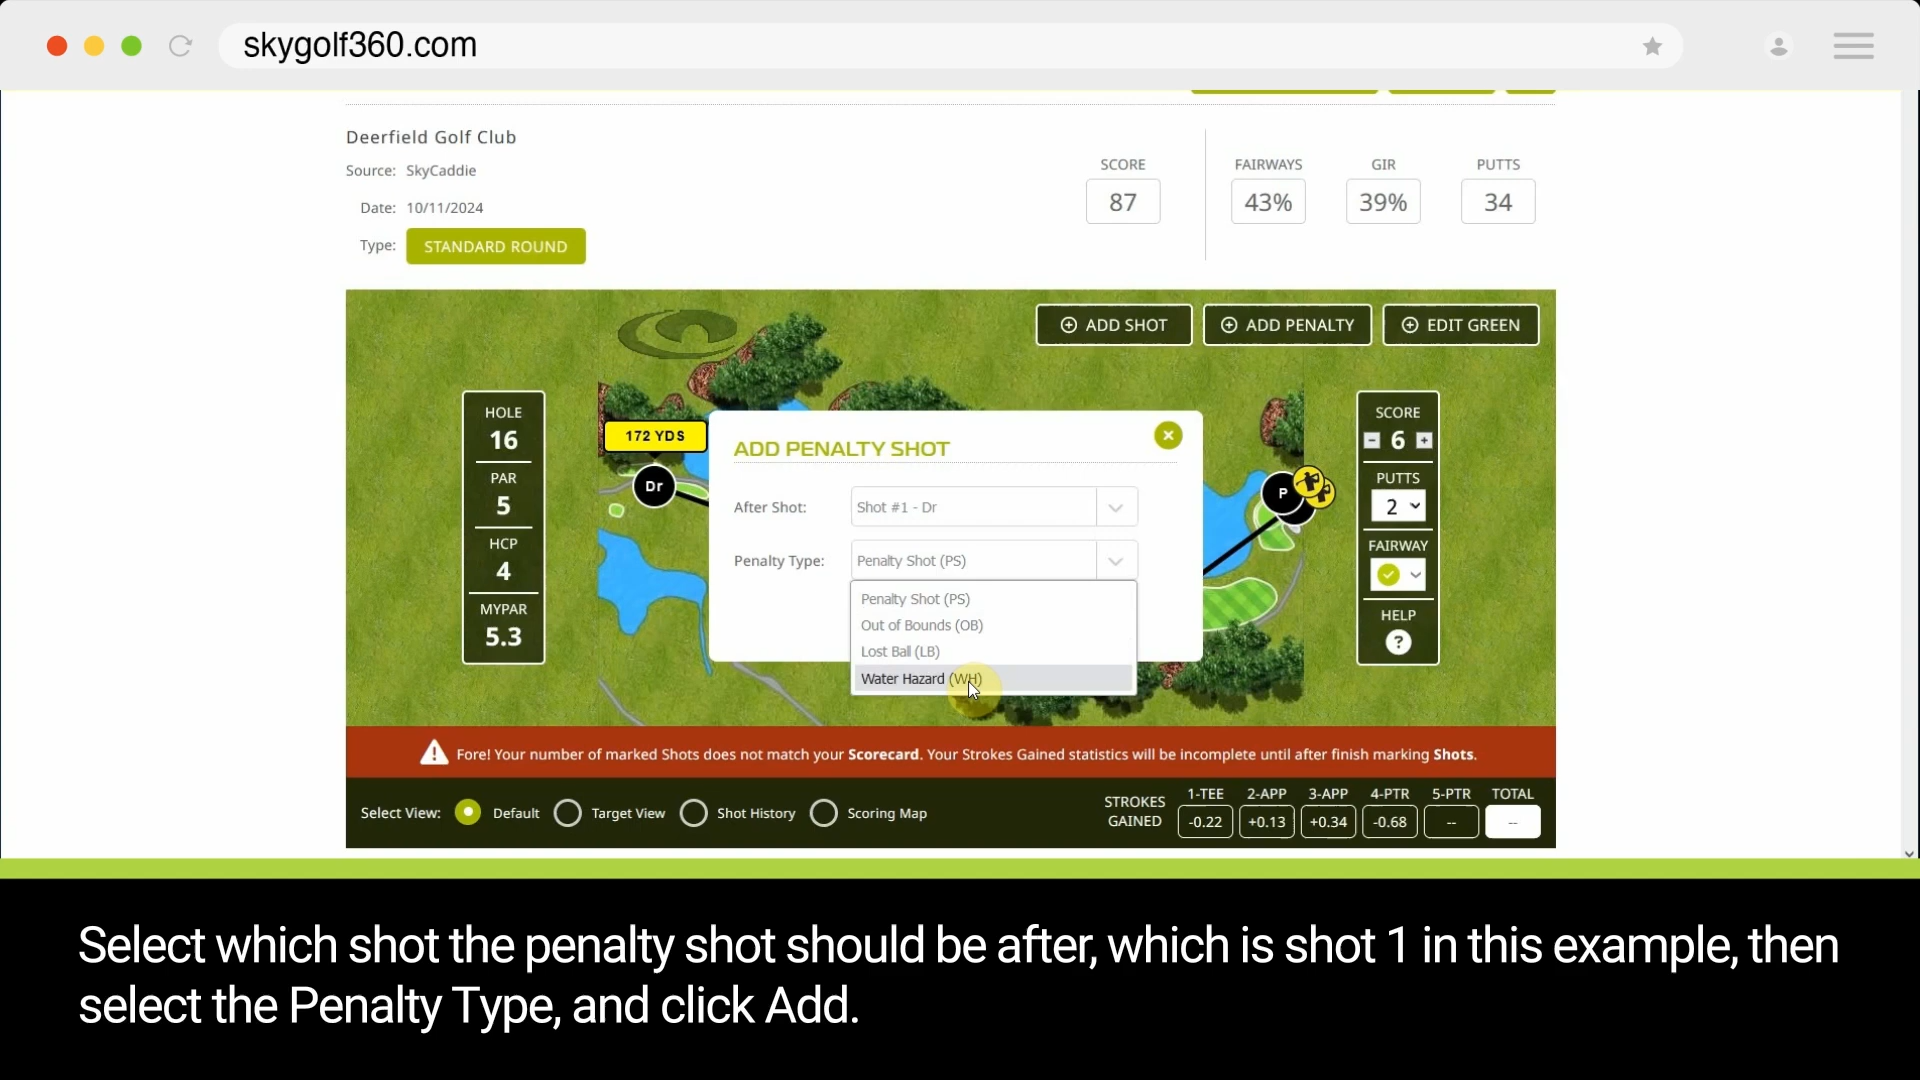 skygolf360.com
Deerfield Golf Club
Source: SkyCaddie
Date: 10/11/2024
Type: STANDARD ROUND
SCORE
87
FAIRWAYS
43%
GIR
39%
PUTTS
34
ADD SHOT
ADD PENALTY
EDIT GREEN
HOLE
16
PAR
5
HCP
4
MYPAR
5.3
172 YDS
Dr
ADD PENALTY SHOT
After Shot: Shot #1 - Dr
Penalty Type: Penalty Shot (PS)
Penalty Shot (PS)
Out of Bounds (OB)
Lost Ball (LB)
Water Hazard (WH)
P
SCORE
- 6 +
PUTTS
2
FAIRWAY
HELP
?
Fore! Your number of marked Shots does not match your Scorecard. Your Strokes Gained statistics will be incomplete until after finish marking Shots.
Select View: Default Target View Shot History Scoring Map
STROKES
GAINED
1-TEE 2-APP 3-APP 4-PTR 5-PTR TOTAL
-0.22 +0.13 +0.34 -0.68 -- --
Select which shot the penalty shot should be after, which is shot 1 in this example, then
select the Penalty Type, and click Add.